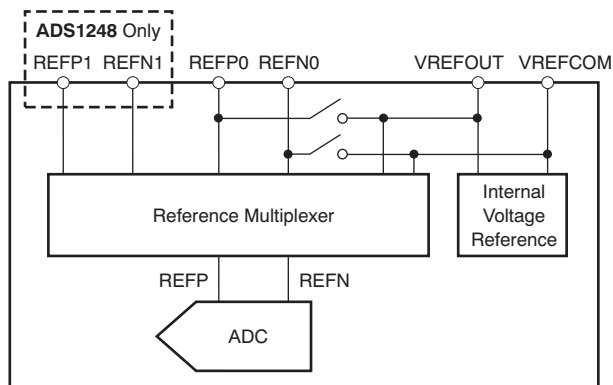 ADS1248 Only
REFP1 REFN1 REFP0 REFN0 VREFOUT VREFCOM
Reference Multiplexer
Internal
Voltage
Reference
REFP REFN
ADC